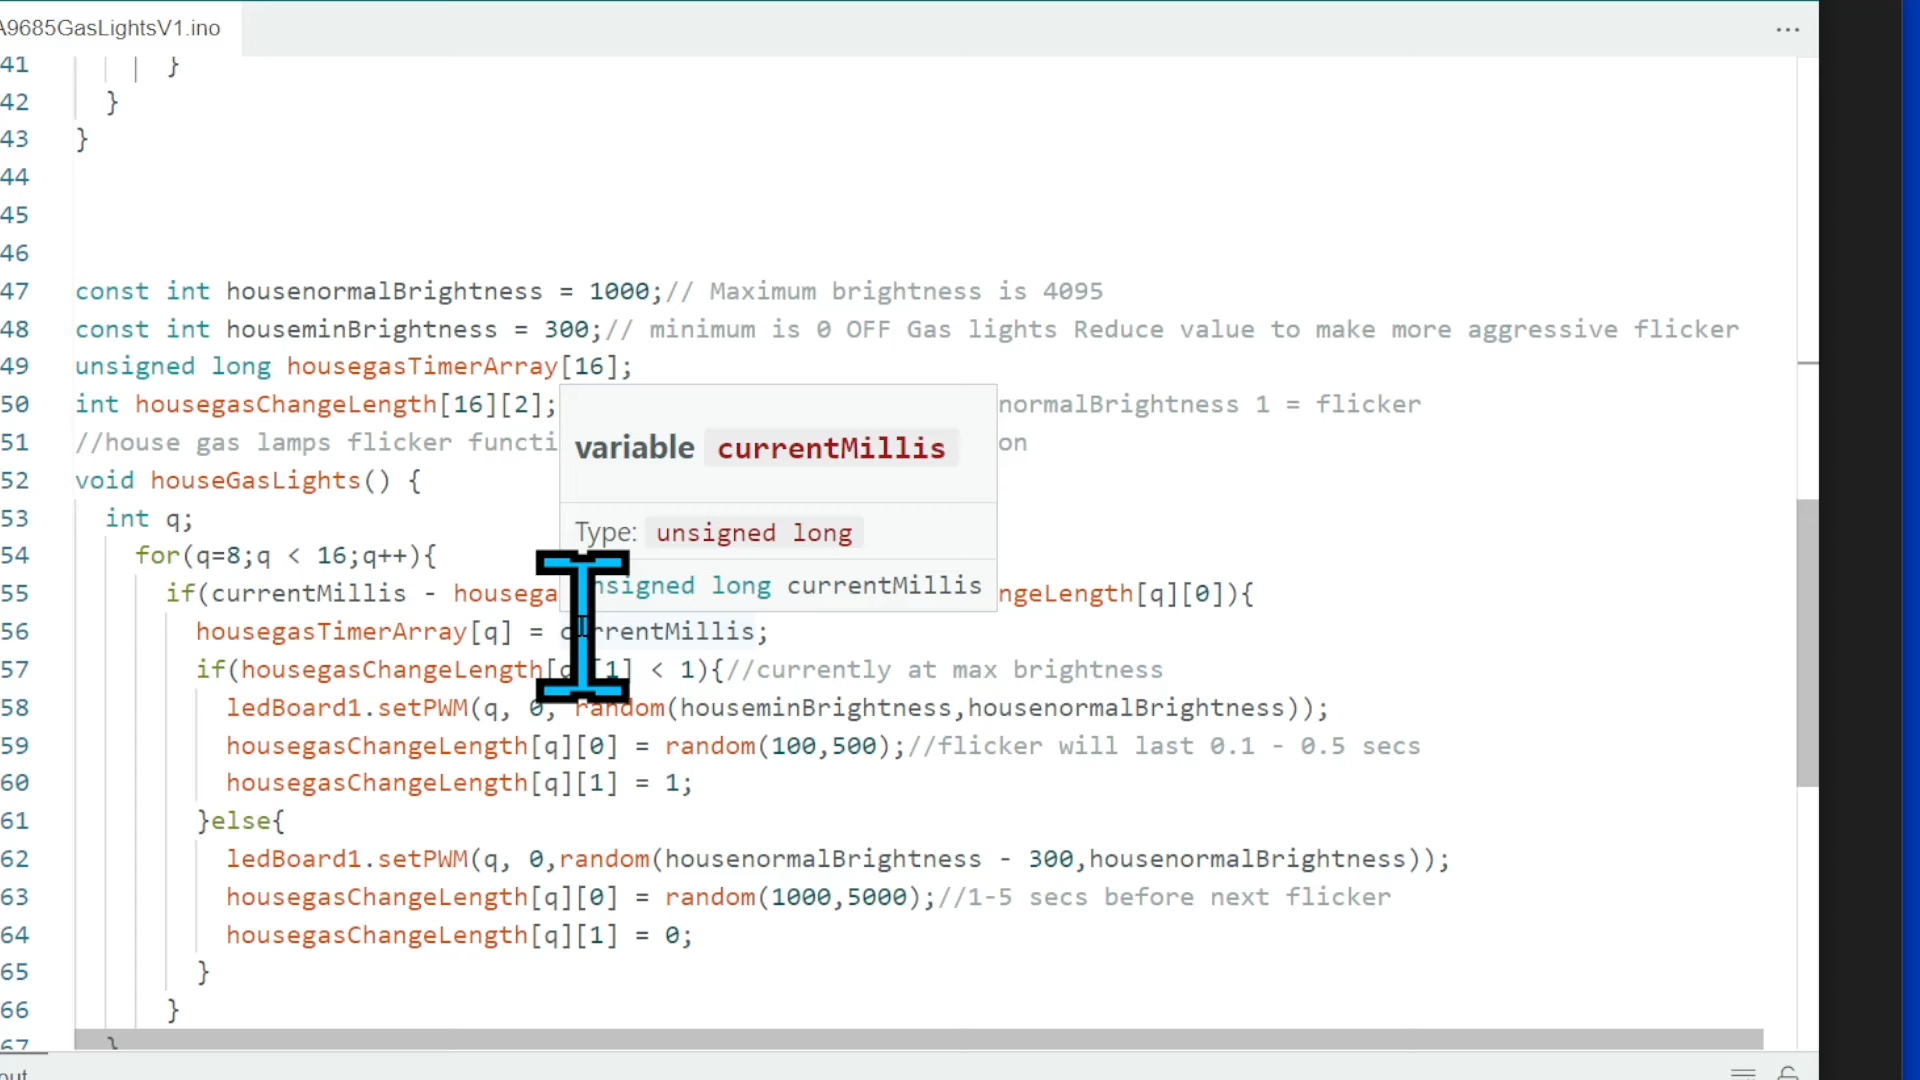 A9685GasLightsV1.ino
41 }
42 }
43 }
44
45
46
47 const int housenormalBrightness = 1000;// Maximum brightness is 4095
48 const int houseminBrightness = 300;// minimum is 0 OFF Gas lights Reduce value to make more aggressive flicker
49 unsigned long housegasTimerArray[16];
50 int housegasChangeLength[16][2]; normalBrightness 1 = flicker
51 //house gas lamps flicker functi on
variable currentMillis
52 void houseGasLights() {
53 int q;
Type: unsigned long
54 for(q=8;q < 16;q++){
nsigned long currentMillis
55 if(currentMillis - housega ngeLength[q][0]){
56 housegasTimerArray[q] = currentMillis;
57 if(housegasChangeLength[q][1] < 1){//currently at max brightness
58 ledBoard1.setPWM(q, 0, random(houseminBrightness,housenormalBrightness));
59 housegasChangeLength[q][0] = random(100,500);//flicker will last 0.1 - 0.5 secs
60 housegasChangeLength[q][1] = 1;
61 }else{
62 ledBoard1.setPWM(q, 0,random(housenormalBrightness - 300,housenormalBrightness));
63 housegasChangeLength[q][0] = random(1000,5000);//1-5 secs before next flicker
64 housegasChangeLength[q][1] = 0;
65 }
66 }
67 }